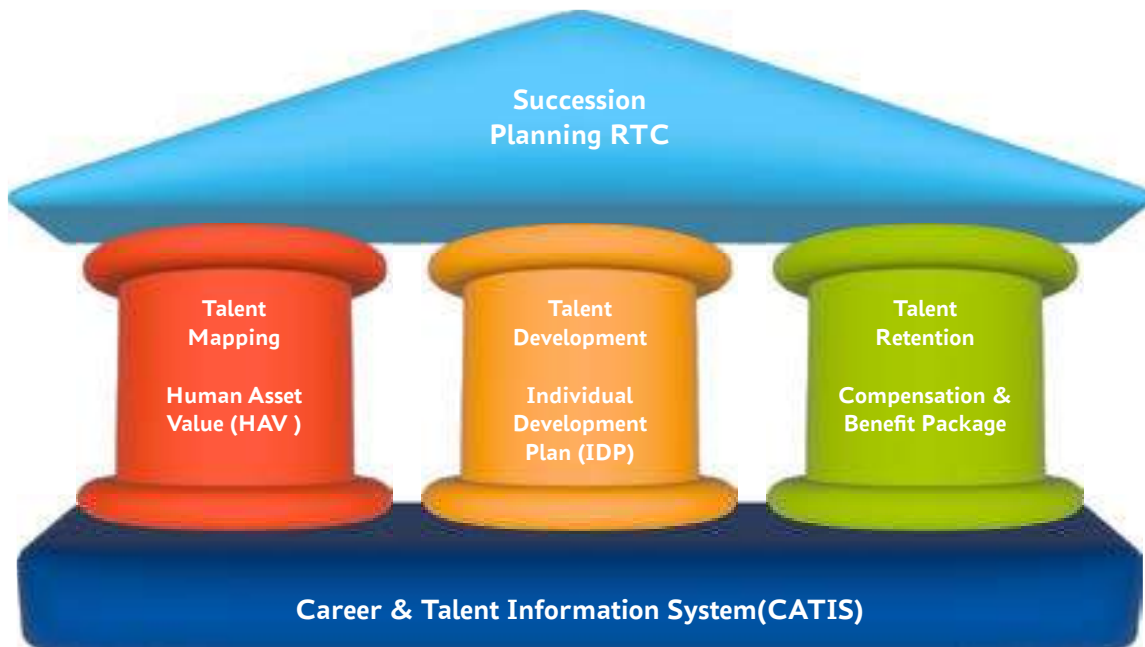 Succession
Planning RTC
Talent
Mapping
Human Asset
Value (HAV )
Talent
Development
Individual
Development
Plan (IDP)
Talent
Retention
Compensation &
Benefit Package
Career & Talent Information System(CATIS)